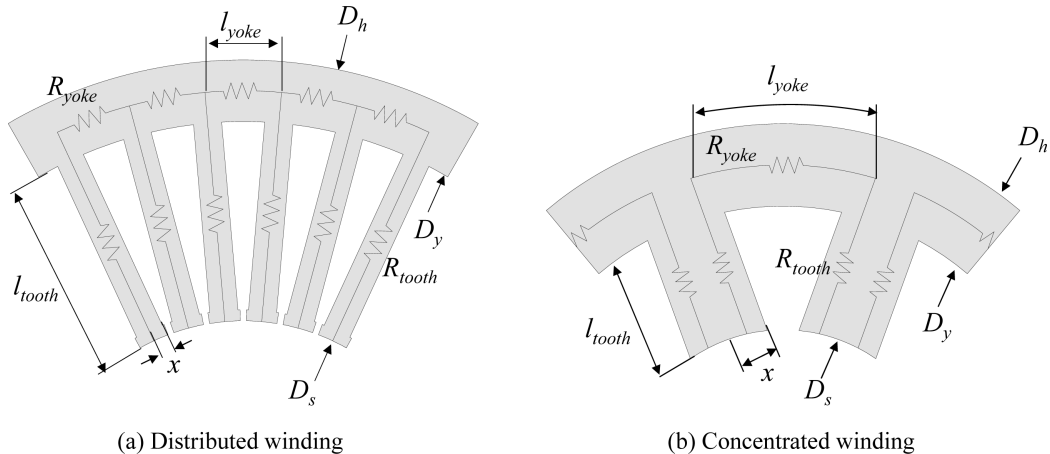 l_yoke
D_h
R_yoke
D_y
R_tooth
l_tooth
x
D_s
(a) Distributed winding
l_yoke
D_h
R_yoke
R_tooth
l_tooth
D_y
x
D_s
(b) Concentrated winding